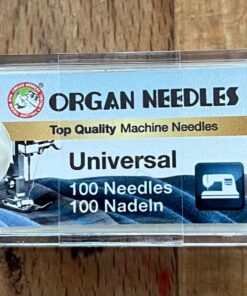 ORGAN NEEDLES
Top Quality Machine Needles
Universal
100 Needles
100 Nadeln